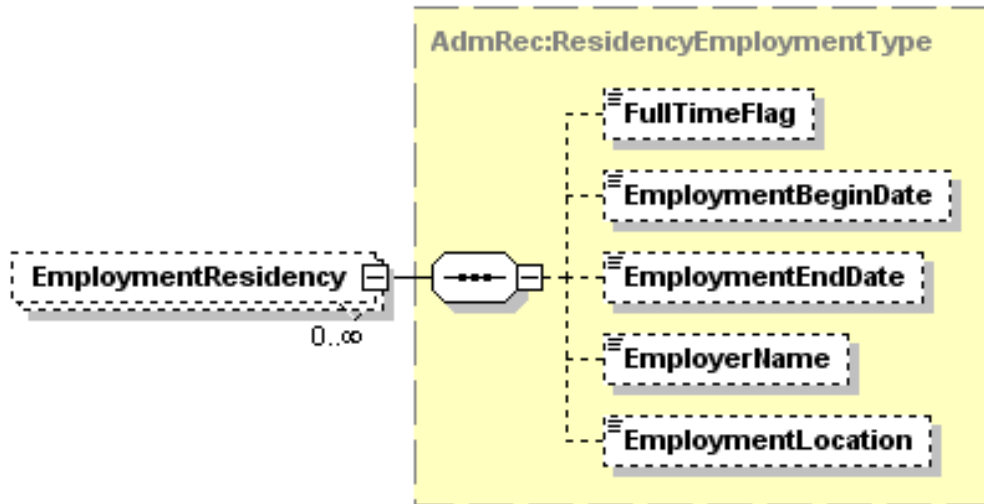 AdmRec:ResidencyEmploymentType
FullTimeFlag
EmploymentBeginDate
EmploymentResidency
0..∞
EmploymentEndDate
EmployerName
EmploymentLocation